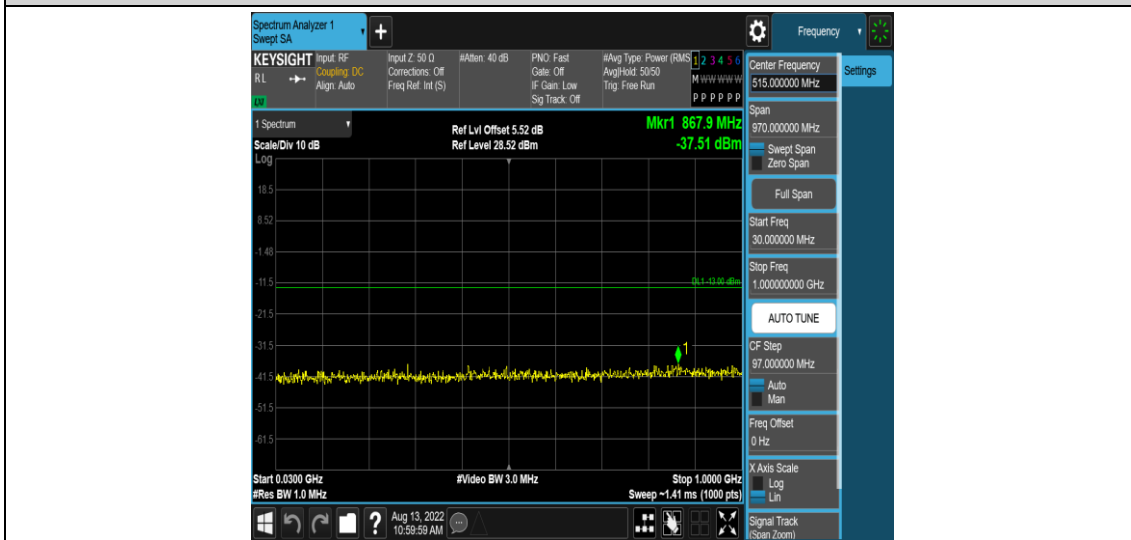 Spectrum Analyzer 1
Swept SA
+
Frequency
KEYSIGHT
Input: RF
Coupling: DC
Align: Auto
RL
LXI
Input Z: 50 Ω
Corrections: Off
Freq Ref: Int (S)
#Atten: 40 dB
PNO: Fast
Gate: Off
IF Gain: Low
Sig Track: Off
#Avg Type: Power (RMS
Avg|Hold: 50/50
Trig: Free Run
1 2 3 4 5 6
M W W W W W
P P P P P P
1 Spectrum
Scale/Div 10 dB
Ref Lvl Offset 5.52 dB
Ref Level 28.52 dBm
Mkr1 867.9 MHz
-37.51 dBm
Log
18.5
8.52
-1.48
-11.5
-21.5
-31.5
-41.5
-51.5
-61.5
DL1 -13.00 dBm
1
Start 0.0300 GHz
#Res BW 1.0 MHz
#Video BW 3.0 MHz
Stop 1.0000 GHz
Sweep ~1.41 ms (1000 pts)
Aug 13, 2022
10:59:59 AM
?
Center Frequency
515.000000 MHz
Settings
Span
970.000000 MHz
Swept Span
Zero Span
Full Span
Start Freq
30.000000 MHz
Stop Freq
1.000000000 GHz
AUTO TUNE
CF Step
97.000000 MHz
Auto
Man
Freq Offset
0 Hz
X Axis Scale
Log
Lin
Signal Track
(Span Zoom)